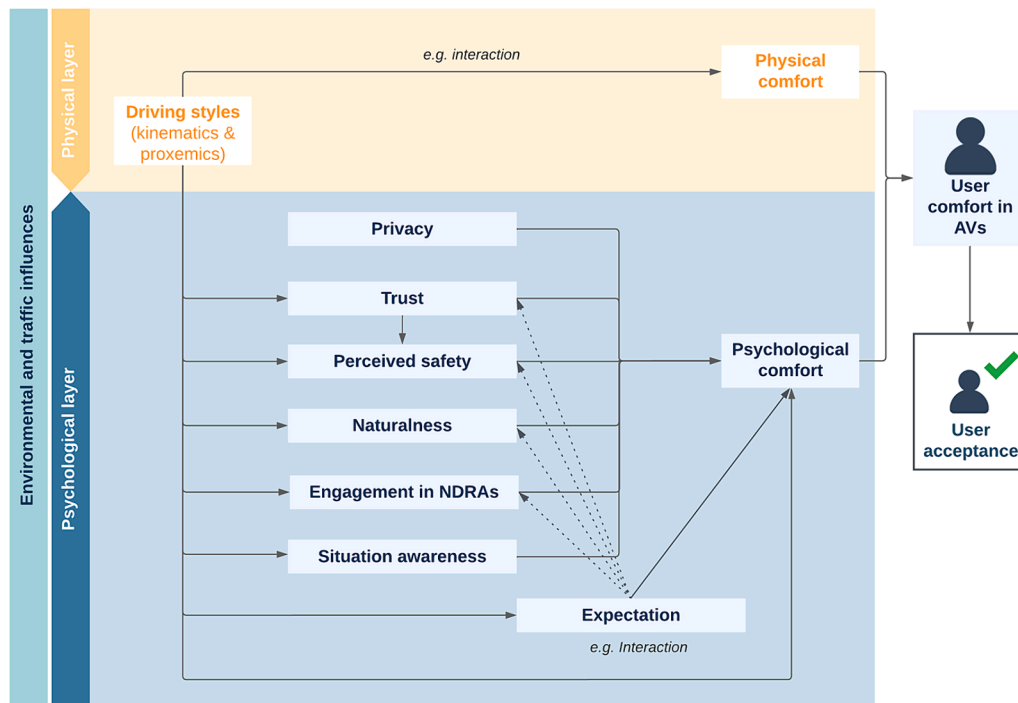 Environmental and traffic influences
Physical layer
Psychological layer
e.g. interaction
Driving styles
(kinematics &
proxemics)
Physical
comfort
Privacy
Trust
Perceived safety
Naturalness
Engagement in NDRAs
Situation awareness
Expectation
e.g. Interaction
Psychological
comfort
User
comfort in
AVs
User
acceptance